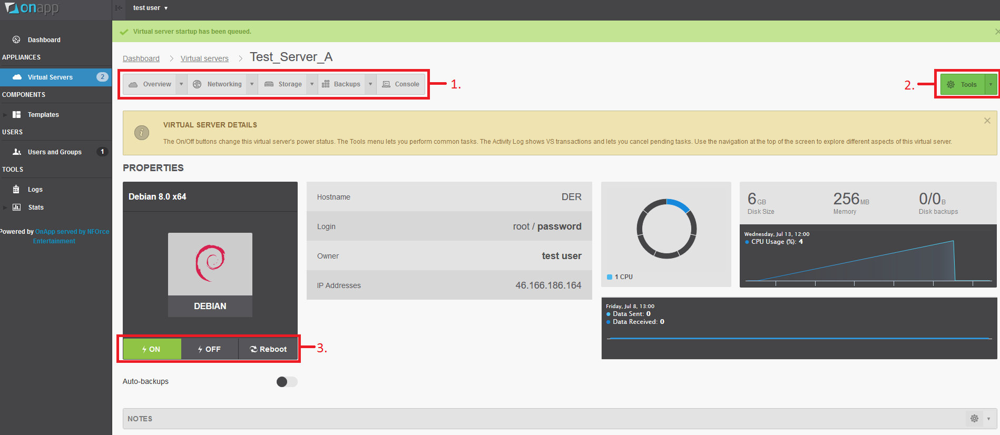 onapp
test user
Virtual server startup has been queued.
Dashboard
APPLIANCES
Virtual Servers 2
COMPONENTS
Templates
USERS
Users and Groups 1
TOOLS
Logs
Stats
Powered by OnApp served by NFOrce
Entertainment
Dashboard Virtual servers Test_Server_A
Overview Networking Storage Backups Console 1.
2. Tools
VIRTUAL SERVER DETAILS
The On/Off buttons change this virtual server's power status. The Tools menu lets you perform common tasks. The Activity Log shows VS transactions and lets you cancel pending tasks. Use the navigation at the top of the screen to explore different aspects of this virtual server.
PROPERTIES
Debian 8.0 x64
DEBIAN
ON OFF Reboot 3.
Auto-backups
Hostname DER
Login root / password
Owner test user
IP Addresses 46.166.186.164
1 CPU
6 GB 256 MB 0/0 B
Disk Size Memory Disk backups
Wednesday, Jul 13, 12:00
CPU Usage (%): 4
Friday, Jul 8, 13:00
Data Sent: 0
Data Received: 0
NOTES